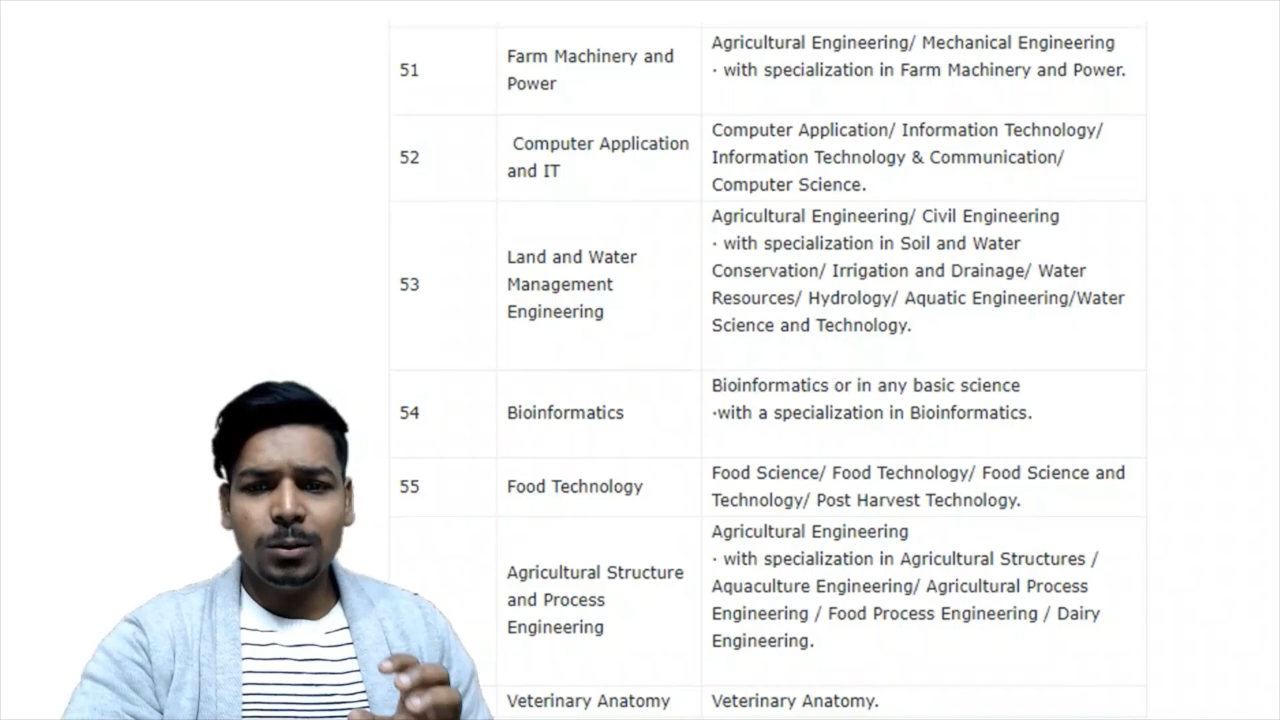 51
Farm Machinery and
Power
Agricultural Engineering/ Mechanical Engineering
· with specialization in Farm Machinery and Power.
52
Computer Application
and IT
Computer Application/ Information Technology/
Information Technology & Communication/
Computer Science.
53
Land and Water
Management
Engineering
Agricultural Engineering/ Civil Engineering
· with specialization in Soil and Water
Conservation/ Irrigation and Drainage/ Water
Resources/ Hydrology/ Aquatic Engineering/Water
Science and Technology.
54
Bioinformatics
Bioinformatics or in any basic science
·with a specialization in Bioinformatics.
55
Food Technology
Food Science/ Food Technology/ Food Science and
Technology/ Post Harvest Technology.
Agricultural Structure
and Process
Engineering
Agricultural Engineering
· with specialization in Agricultural Structures /
Aquaculture Engineering/ Agricultural Process
Engineering / Food Process Engineering / Dairy
Engineering.
Veterinary Anatomy
Veterinary Anatomy.